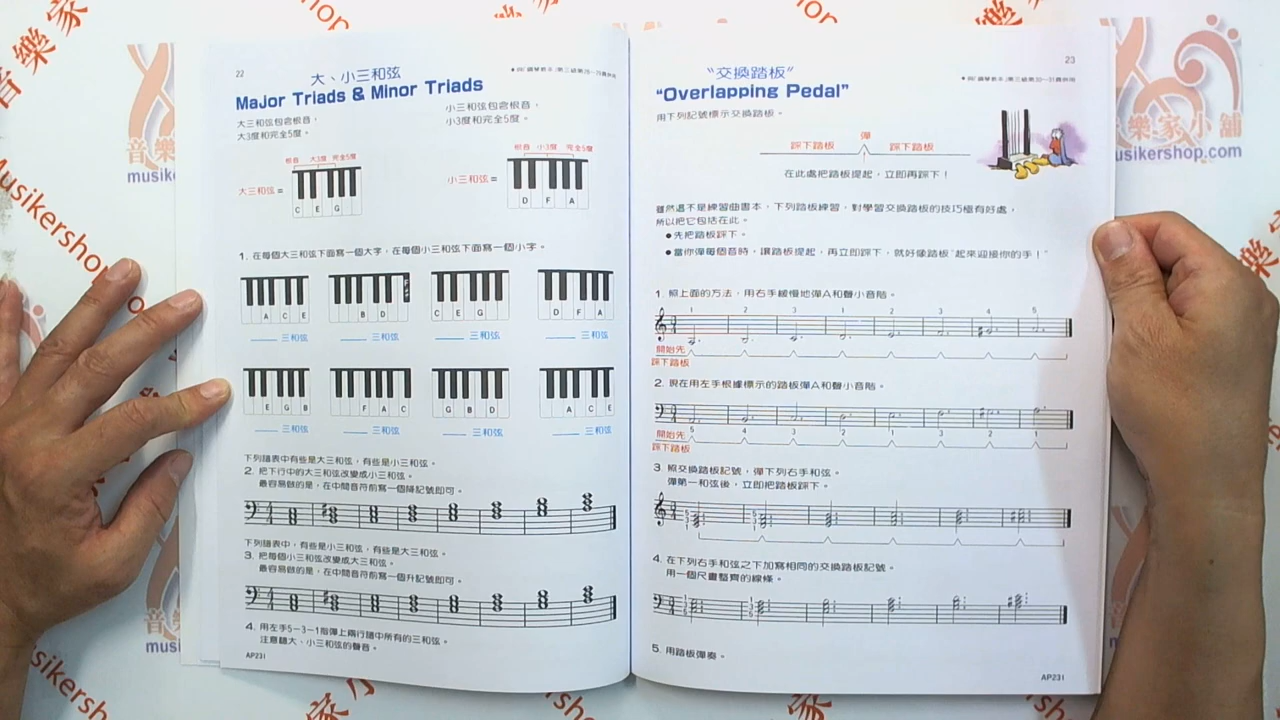 22
大、小三和弦
Major Triads & Minor Triads
大三和弦包含根音，
大3度和完全5度。
小三和弦包含根音，
小3度和完全5度。
根音 大3度 完全5度
大三和弦=
C E G
根音 小3度 完全5度
小三和弦=
D F A
1. 在每個大三和弦下面寫一個大字，在每個小三和弦下面寫一個小字。
A C E
B D F#
C E G
D F A
三和弦
三和弦
三和弦
三和弦
E G B
F A C
G B D
A C E
三和弦
三和弦
三和弦
三和弦
下列譜表中有些是大三和弦，有些是小三和弦。
2. 把下行中的大三和弦改變成小三和弦。
最容易做的是，在中間音符前寫一個降記號即可。
下列譜表中，有些是小三和弦，有些是大三和弦。
3. 把每個小三和弦改變成大三和弦。
最容易做的是，在中間音符前寫一個升記號即可。
4. 用左手5-3-1指彈上兩行譜中所有的三和弦。
注意聽大、小三和弦的聲音。
AP231
23
“交換踏板”
“Overlapping Pedal”
用下列記號標示交換踏板。
彈
踩下踏板 踩下踏板
在此處把踏板提起，立即再踩下！
雖然這不是練習曲書本，下列踏板練習，對學習交換踏板的技巧極有好處，
所以把它包括在此。
●先把踏板踩下。
●當你彈每個音時，讓踏板提起，再立即踩下，就好像踏板“起來迎接你的手！”
1. 照上面的方法，用右手緩慢地彈A和聲小音階。
1 2 3 1 2 3 4 5
開始先
踩下踏板
2. 現在用左手根據標示的踏板彈A和聲小音階。
5 4 3 2 1 3 2 1
開始先
踩下踏板
3. 照交換踏板記號，彈下列右手和弦。
彈第一和弦後，立即把踏板踩下。
4. 在下列右手和弦之下加寫相同的交換踏板記號。
用一個尺畫整齊的線條。
5. 用踏板彈奏。
AP231
音樂家小舖
musikershop.com